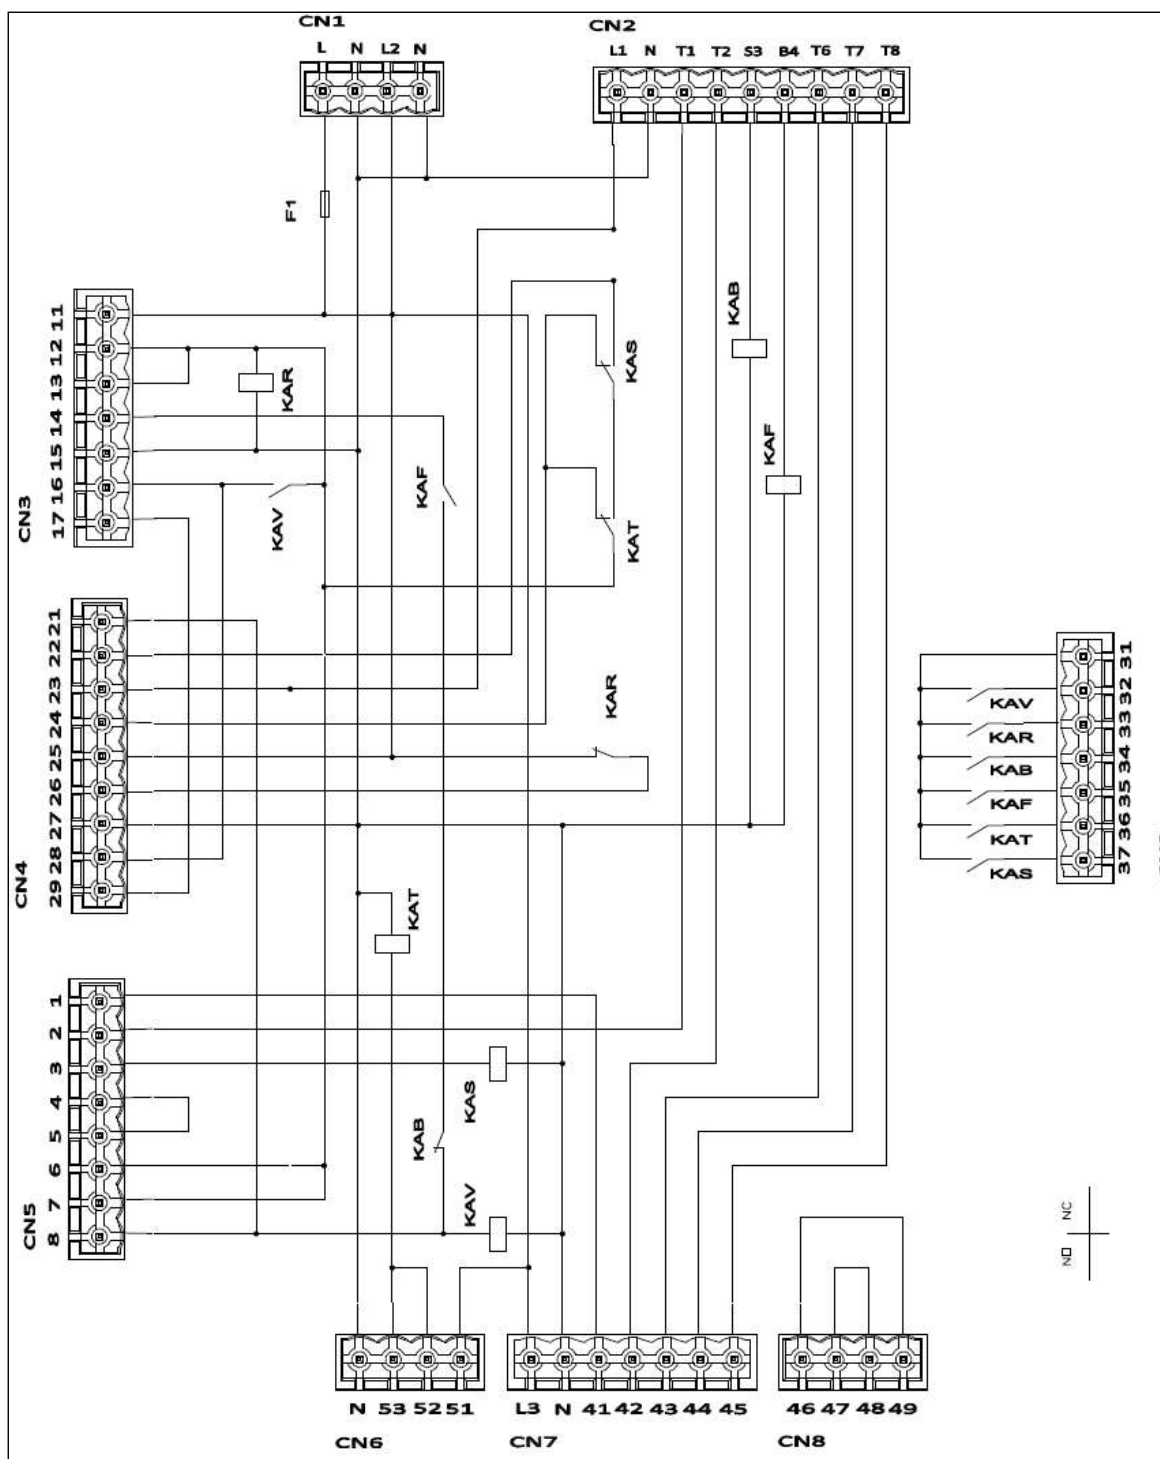 CN1
CN2
L N L2 N
L1 N T1 T2 S3 B4 T6 T7 T8
F1
KAB
KAS
KAR
KAF
KAF
KAV
KAT
CN3
11
12
13
14
15
16
17
KAR
CN4
21
22
23
24
25
26
27
28
29
31
32
33
34
35
36
37
KAV
KAR
KAB
KAF
KAT
KAS
KAT
CN5
1
2
3
4
5
6
7
8
KAS
KAB
KAV
NC
NO
N 53 52 51
L3 N 41 42 43 44 45
46 47 48 49
CN6
CN7
CN8